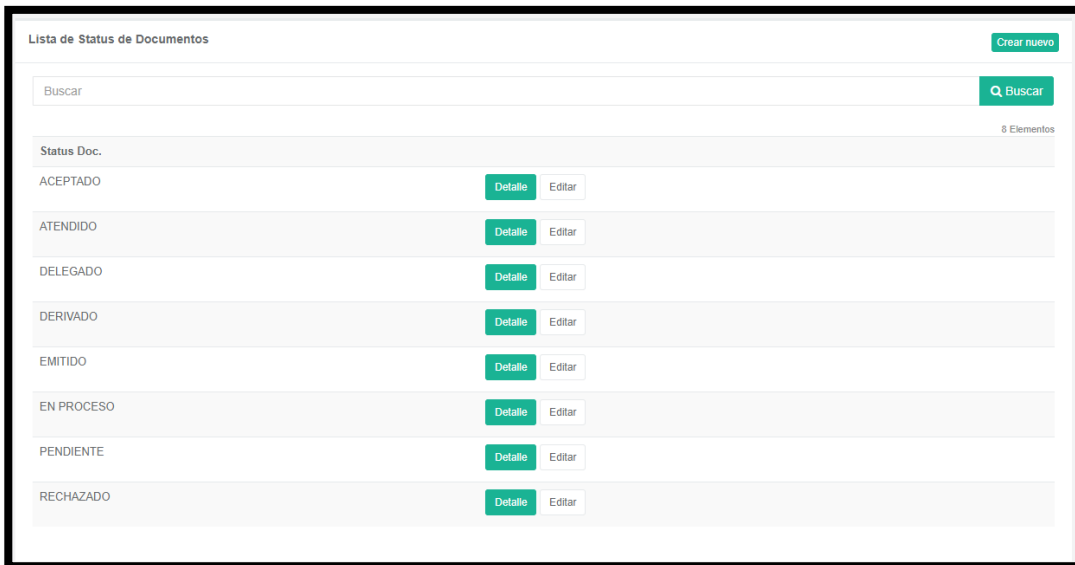 Lista de Status de Documentos
Crear nuevo
Buscar
Buscar
8 Elementos
Status Doc.
ACEPTADO Detalle Editar
ATENDIDO Detalle Editar
DELEGADO Detalle Editar
DERIVADO Detalle Editar
EMITIDO Detalle Editar
EN PROCESO Detalle Editar
PENDIENTE Detalle Editar
RECHAZADO Detalle Editar